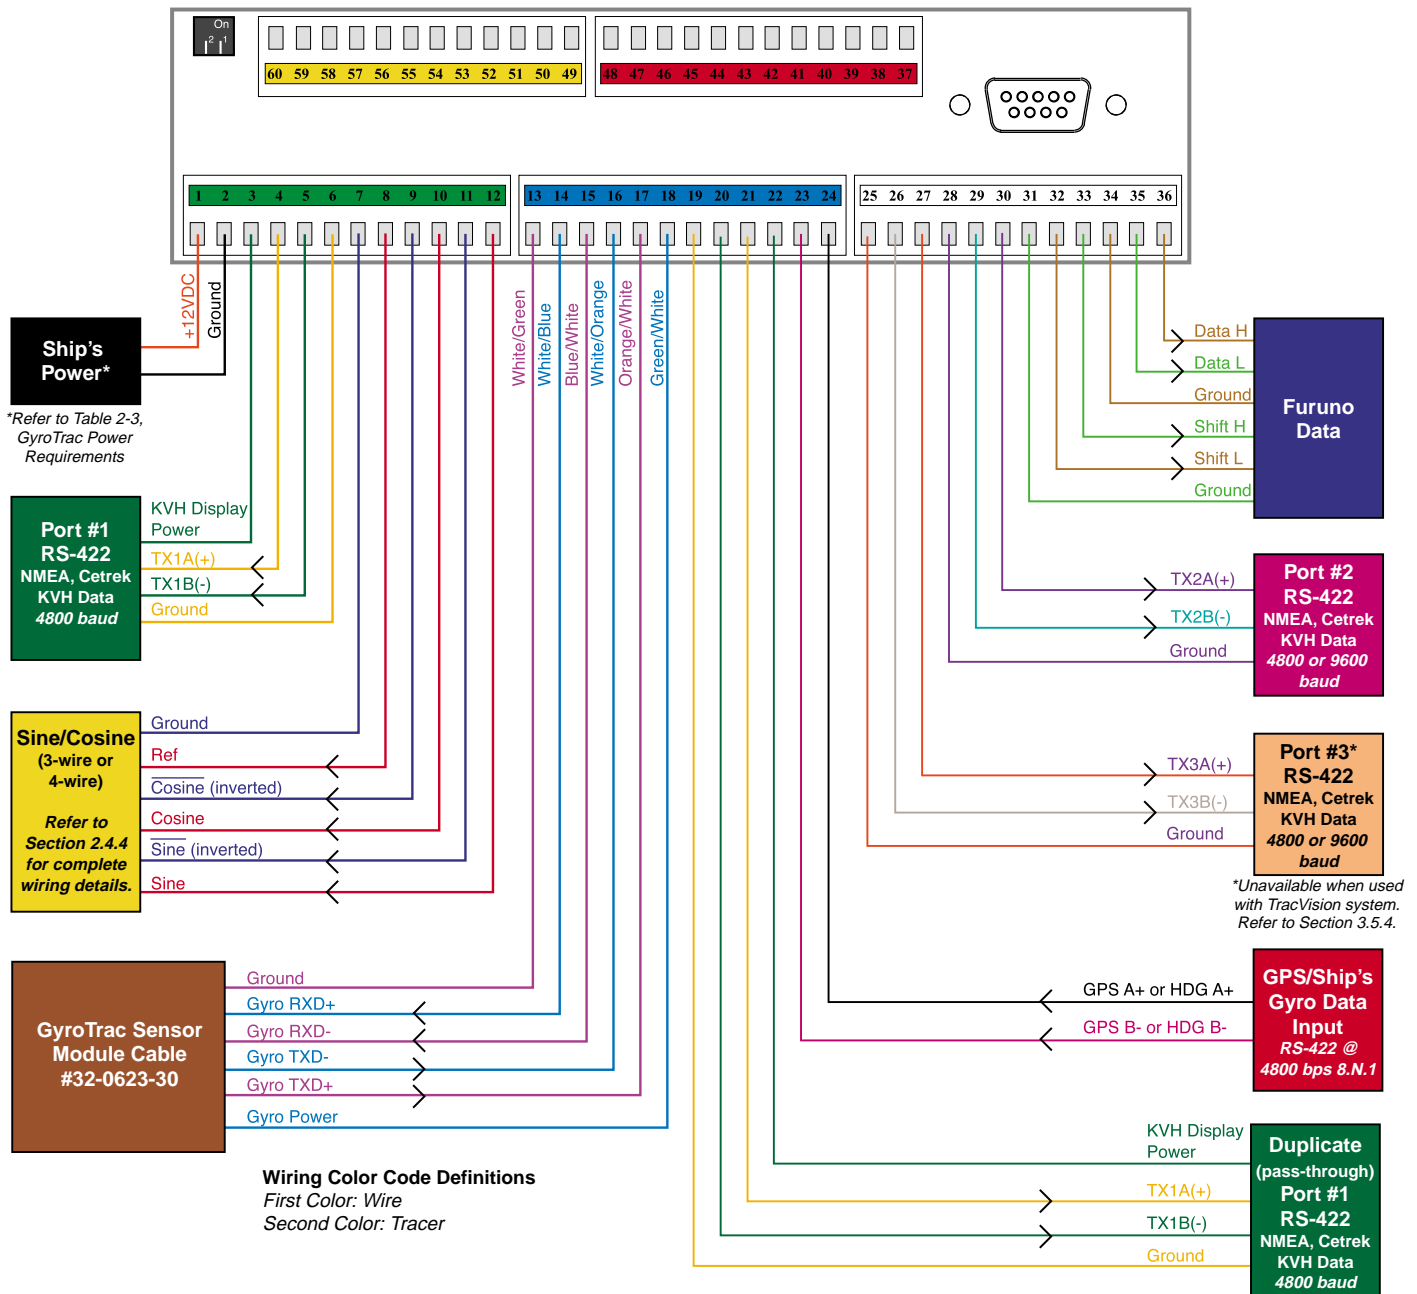 On
2 1
60 59 58 57 56 55 54 53 52 51 50 49
48 47 46 45 44 43 42 41 40 39 38 37
1 2 3 4 5 6 7 8 9 10 11 12
13 14 15 16 17 18 19 20 21 22 23 24
25 26 27 28 29 30 31 32 33 34 35 36
+12VDC
Ground
White/Green
White/Blue
Blue/White
White/Orange
Orange/White
Green/White
Ship's
Power*
*Refer to Table 2-3,
GyroTrac Power
Requirements
Port #1
RS-422
NMEA, Cetrek
KVH Data
4800 baud
KVH Display
Power
TX1A(+)
TX1B(-)
Ground
Sine/Cosine
(3-wire or
4-wire)
Refer to
Section 2.4.4
for complete
wiring details.
Ground
Ref
Cosine (inverted)
Cosine
Sine (inverted)
Sine
GyroTrac Sensor
Module Cable
#32-0623-30
Ground
Gyro RXD+
Gyro RXD-
Gyro TXD-
Gyro TXD+
Gyro Power
Wiring Color Code Definitions
First Color: Wire
Second Color: Tracer
Data H
Data L
Ground
Shift H
Shift L
Ground
Furuno
Data
TX2A(+)
TX2B(-)
Ground
Port #2
RS-422
NMEA, Cetrek
KVH Data
4800 or 9600
baud
TX3A(+)
TX3B(-)
Ground
Port #3*
RS-422
NMEA, Cetrek
KVH Data
4800 or 9600
baud
*Unavailable when used
with TracVision system.
Refer to Section 3.5.4.
GPS A+ or HDG A+
GPS B- or HDG B-
GPS/Ship's
Gyro Data
Input
RS-422 @
4800 bps 8.N.1
KVH Display
Power
TX1A(+)
TX1B(-)
Ground
Duplicate
(pass-through)
Port #1
RS-422
NMEA, Cetrek
KVH Data
4800 baud